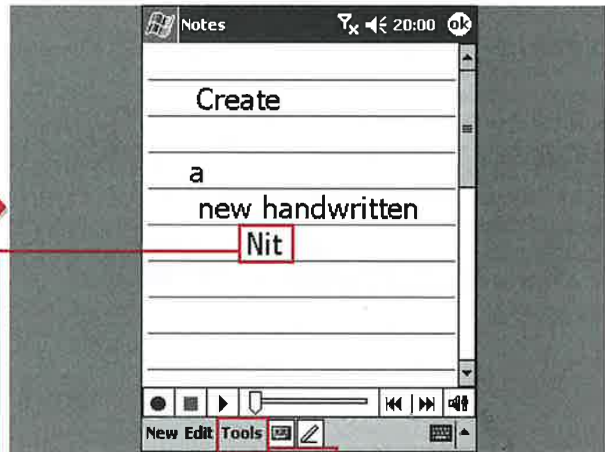 Notes 20:00 ok
Create
a
new handwritten
Nit
New Edit Tools